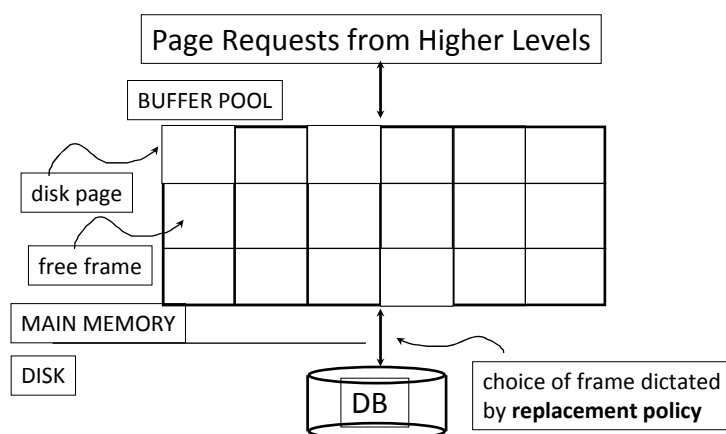 Page Requests from Higher Levels
BUFFER POOL
disk page
free frame
MAIN MEMORY
DISK
DB
choice of frame dictated
by replacement policy